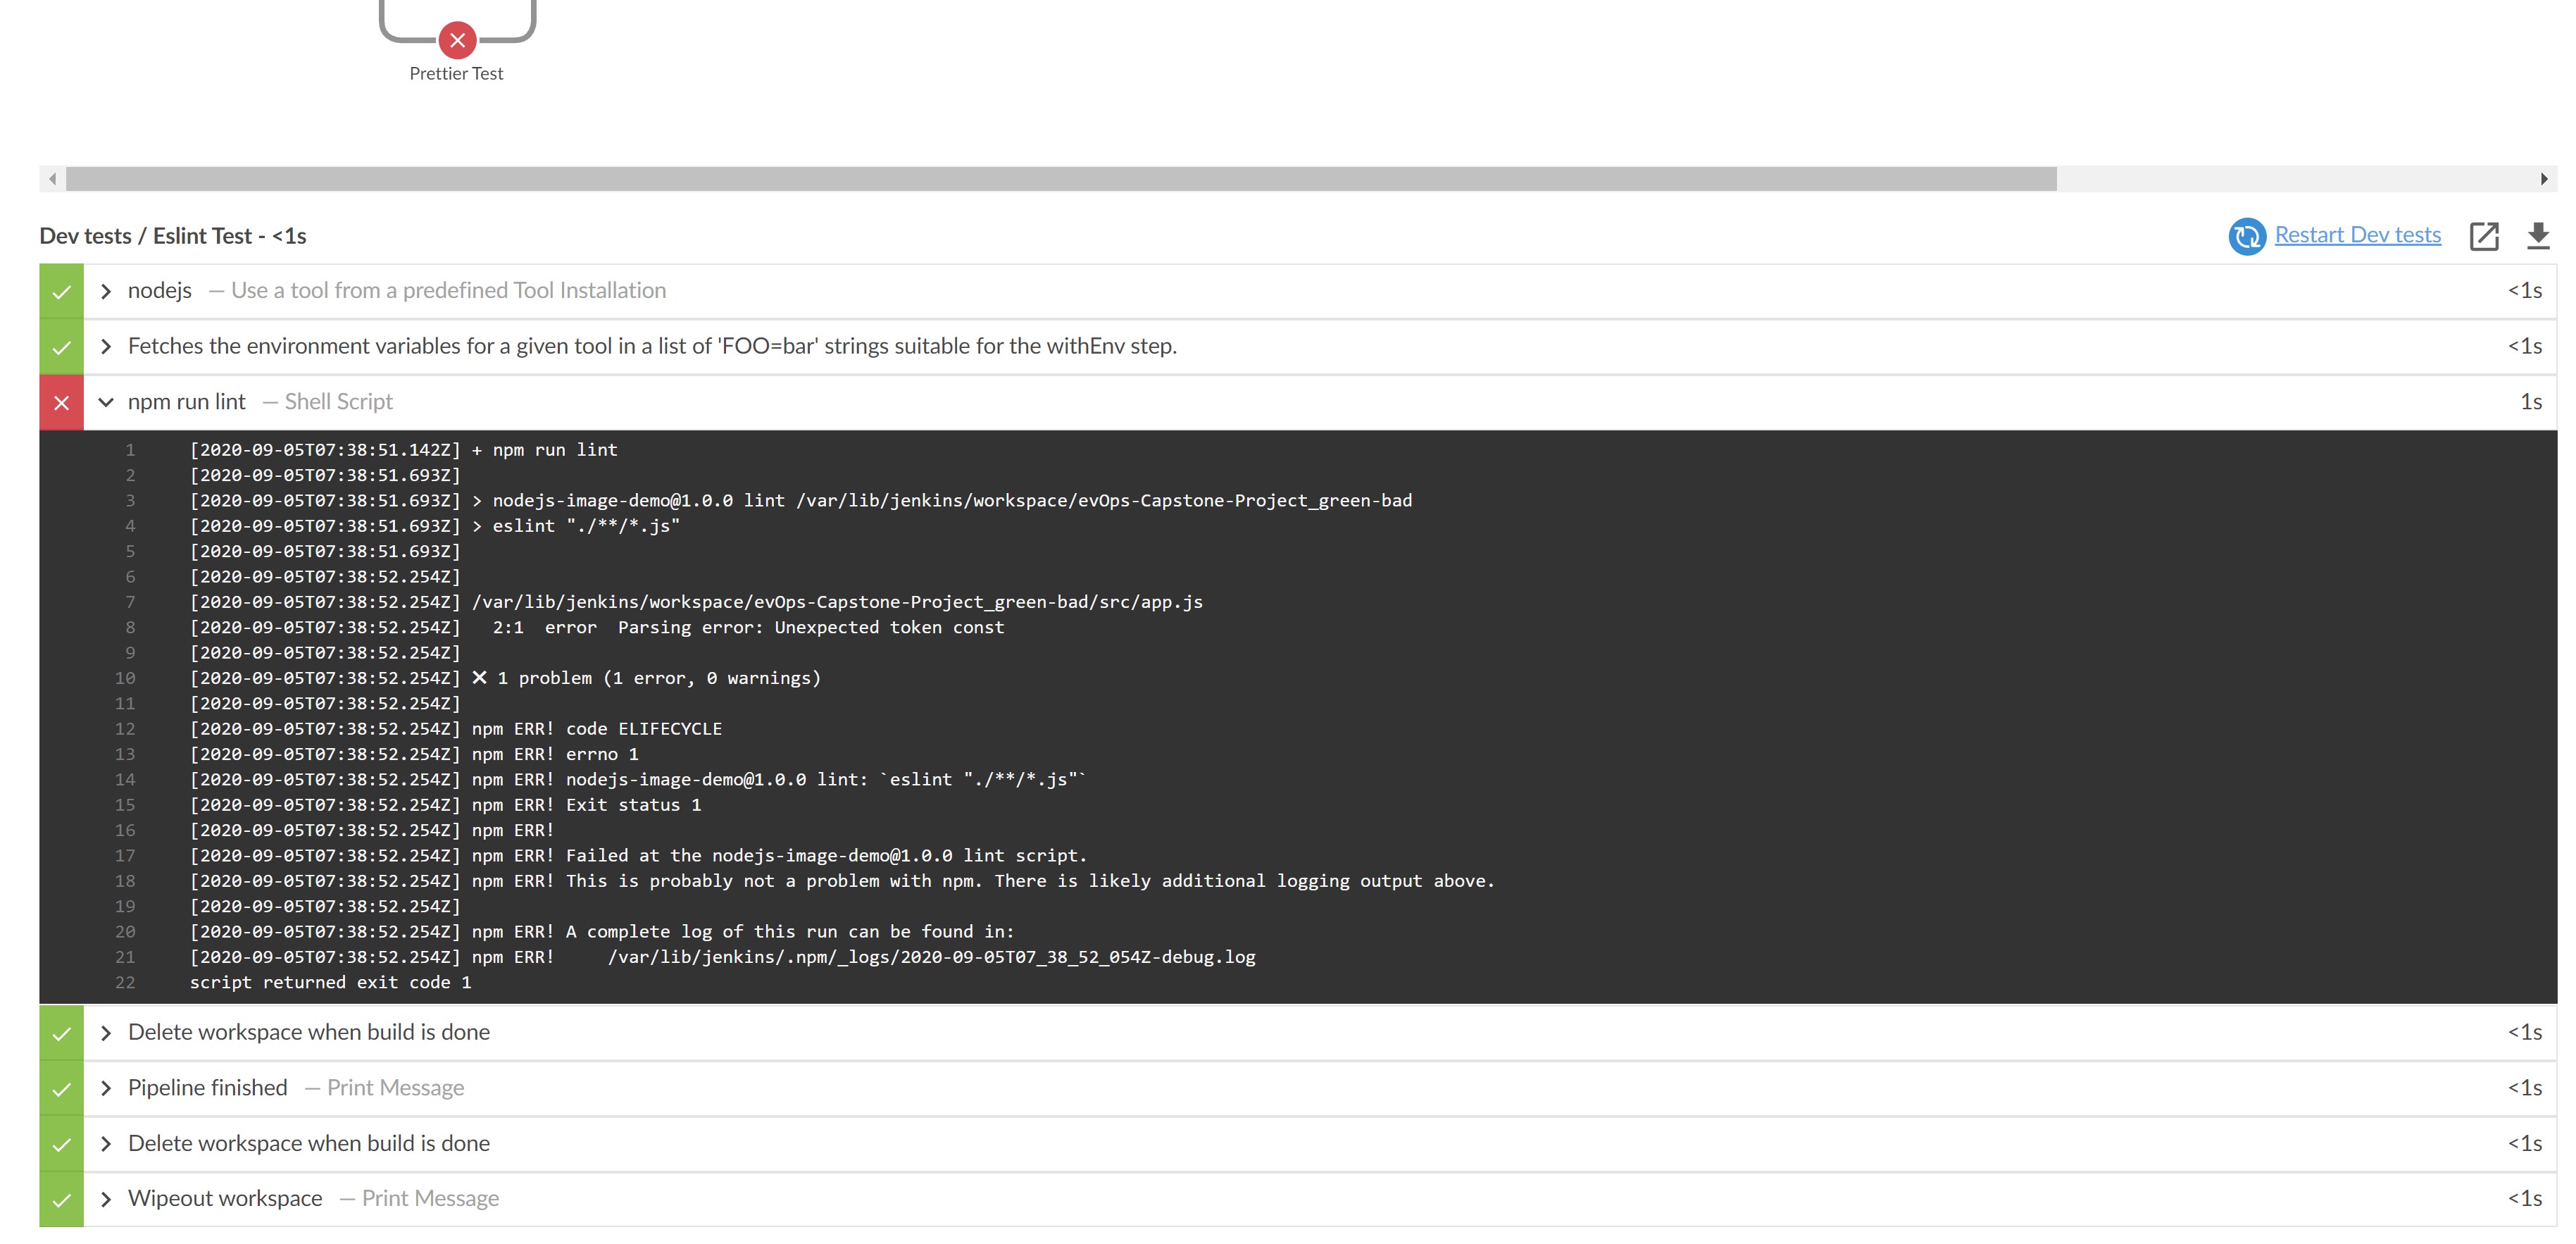 Prettier Test
Dev tests / Eslint Test - <1s
Restart Dev tests
nodejs — Use a tool from a predefined Tool Installation <1s
Fetches the environment variables for a given tool in a list of 'FOO=bar' strings suitable for the withEnv step. <1s
npm run lint — Shell Script 1s
1 [2020-09-05T07:38:51.142Z] + npm run lint
2 [2020-09-05T07:38:51.693Z]
3 [2020-09-05T07:38:51.693Z] > nodejs-image-demo@1.0.0 lint /var/lib/jenkins/workspace/evOps-Capstone-Project_green-bad
4 [2020-09-05T07:38:51.693Z] > eslint "./**/*.js"
5 [2020-09-05T07:38:51.693Z]
6 [2020-09-05T07:38:52.254Z]
7 [2020-09-05T07:38:52.254Z] /var/lib/jenkins/workspace/evOps-Capstone-Project_green-bad/src/app.js
8 [2020-09-05T07:38:52.254Z] 2:1 error Parsing error: Unexpected token const
9 [2020-09-05T07:38:52.254Z]
10 [2020-09-05T07:38:52.254Z] ✕ 1 problem (1 error, 0 warnings)
11 [2020-09-05T07:38:52.254Z]
12 [2020-09-05T07:38:52.254Z] npm ERR! code ELIFECYCLE
13 [2020-09-05T07:38:52.254Z] npm ERR! errno 1
14 [2020-09-05T07:38:52.254Z] npm ERR! nodejs-image-demo@1.0.0 lint: `eslint "./**/*.js"`
15 [2020-09-05T07:38:52.254Z] npm ERR! Exit status 1
16 [2020-09-05T07:38:52.254Z] npm ERR!
17 [2020-09-05T07:38:52.254Z] npm ERR! Failed at the nodejs-image-demo@1.0.0 lint script.
18 [2020-09-05T07:38:52.254Z] npm ERR! This is probably not a problem with npm. There is likely additional logging output above.
19 [2020-09-05T07:38:52.254Z]
20 [2020-09-05T07:38:52.254Z] npm ERR! A complete log of this run can be found in:
21 [2020-09-05T07:38:52.254Z] npm ERR! /var/lib/jenkins/.npm/_logs/2020-09-05T07_38_52_054Z-debug.log
22 script returned exit code 1
Delete workspace when build is done <1s
Pipeline finished — Print Message <1s
Delete workspace when build is done <1s
Wipeout workspace — Print Message <1s